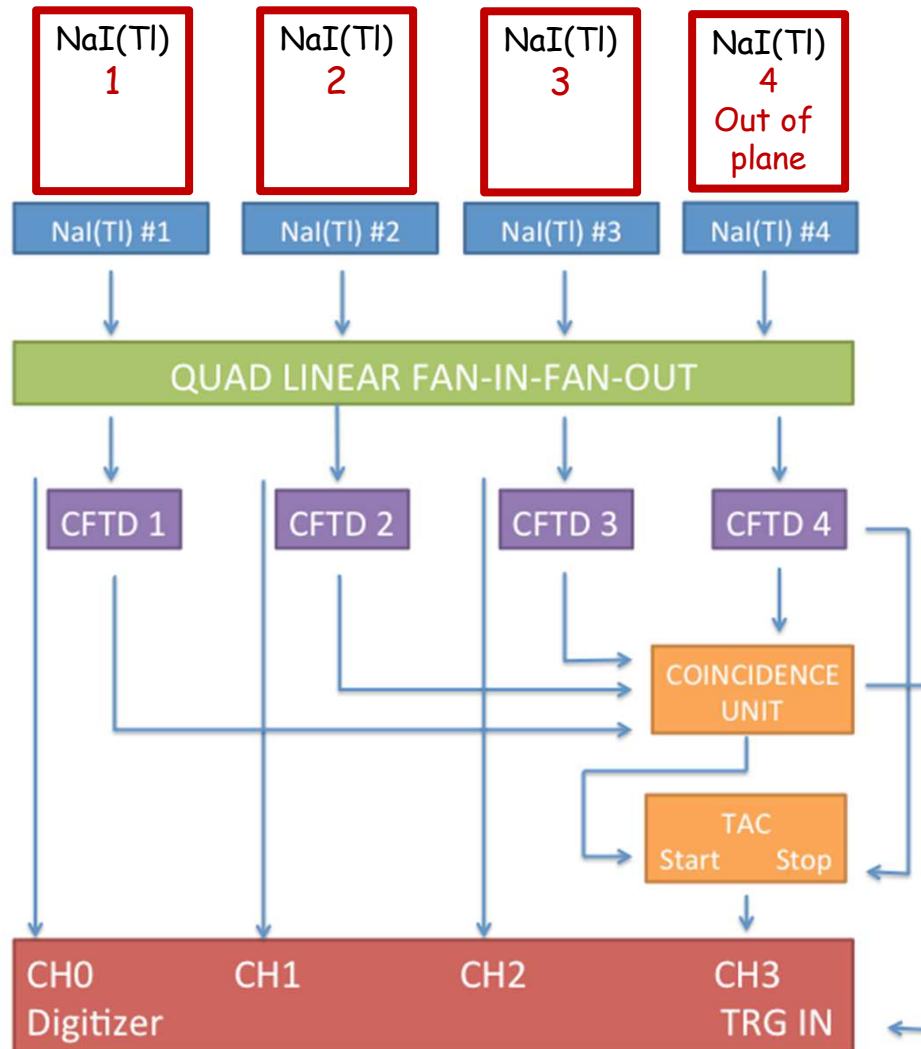 NaI(Tl)
1
NaI(Tl)
2
NaI(Tl)
3
NaI(Tl)
4
Out of
plane
NaI(Tl) #1
NaI(Tl) #2
NaI(Tl) #3
NaI(Tl) #4
QUAD LINEAR FAN-IN-FAN-OUT
CFTD 1
CFTD 2
CFTD 3
CFTD 4
COINCIDENCE
UNIT
TAC
Start Stop
CH0 CH1 CH2 CH3
Digitizer TRG IN